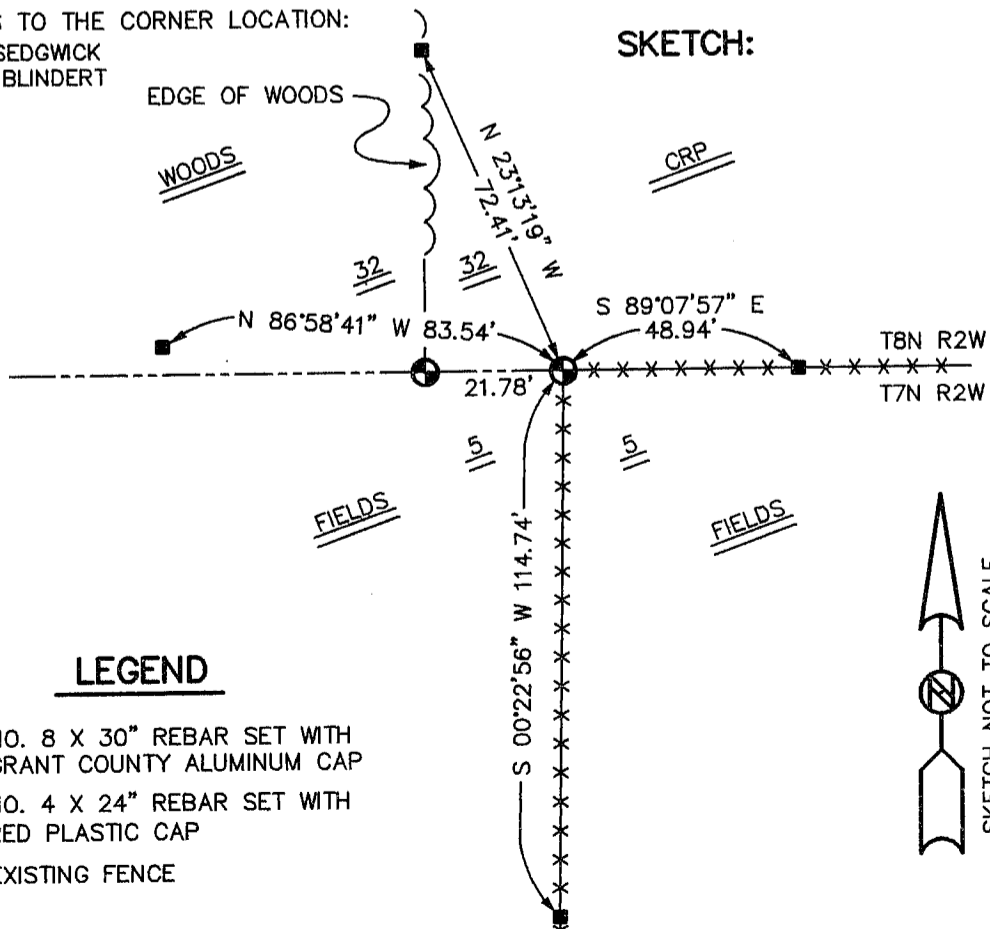 TO THE CORNER LOCATION:
SEDGWICK
BLINDERT
SKETCH:
EDGE OF WOODS
WOODS
CRP
N 23°13'19" W
72.41'
32
32
N 86°58'41" W 83.54'
S 89°07'57" E
48.94'
T8N R2W
21.78'
T7N R2W
5
5
FIELDS
FIELDS
S 00°22'56" W 114.74'
N
SKETCH NOT TO SCALE
LEGEND
NO. 8 X 30" REBAR SET WITH
GRANT COUNTY ALUMINUM CAP
NO. 4 X 24" REBAR SET WITH
RED PLASTIC CAP
EXISTING FENCE